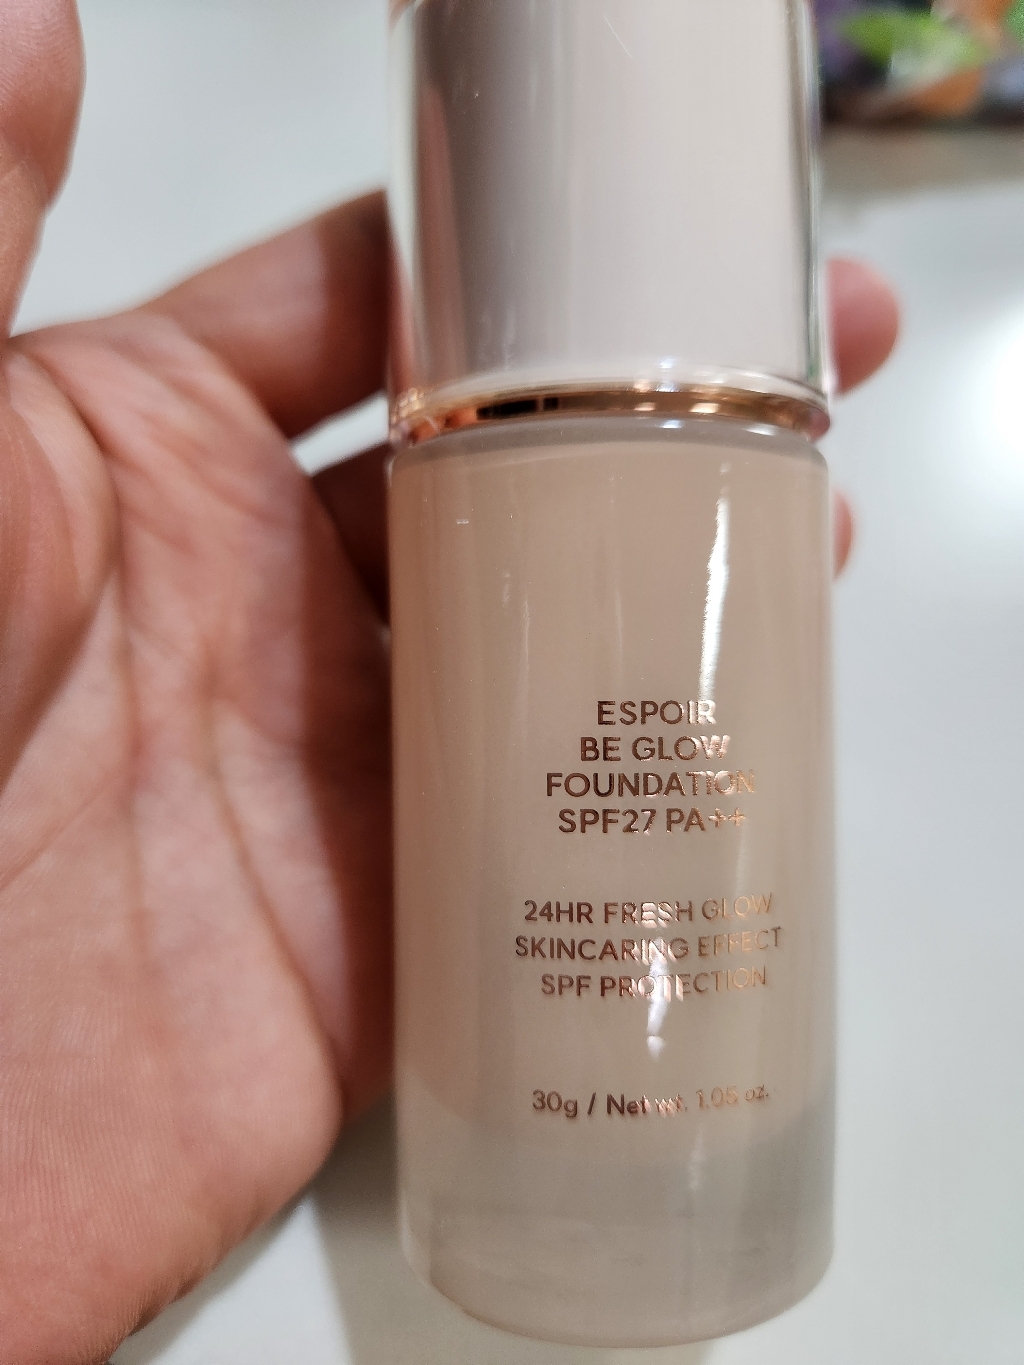 ESPOIR
BE GLOW
FOUNDATION
SPF27 PA++
24HR FRESH GLOW
SKINCARING EFFECT
SPF PROTECTION
30g / Net wt. 1.05 oz.